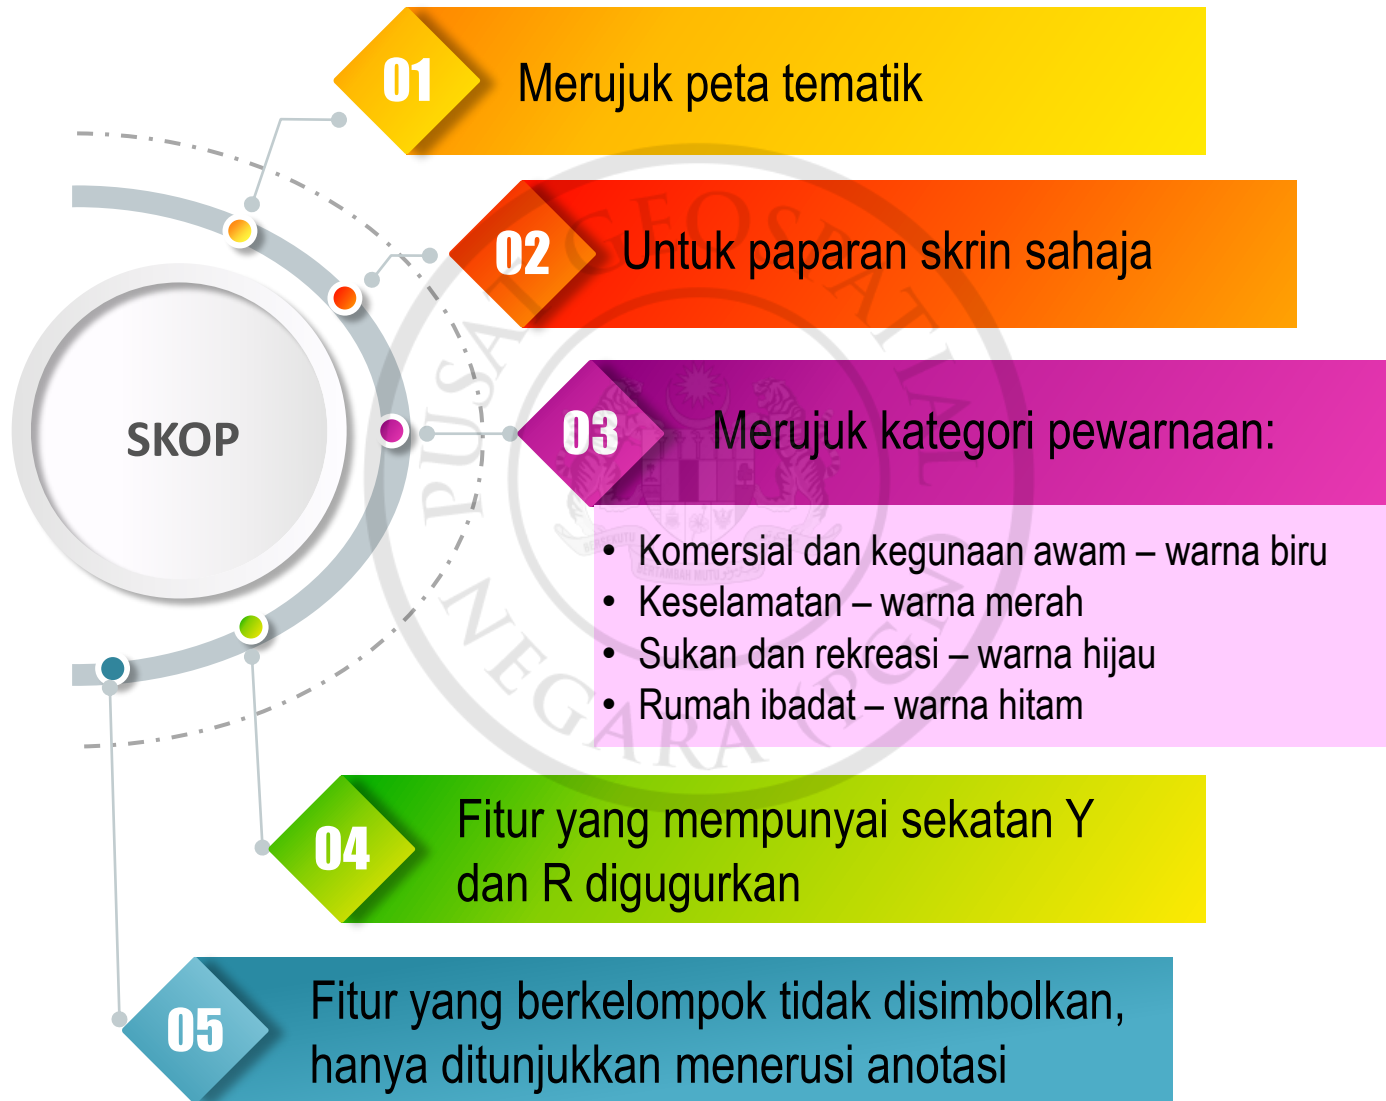 01
Merujuk peta tematik
02
Untuk paparan skrin sahaja
SKOP
03
Merujuk kategori pewarnaan:
• Komersial dan kegunaan awam – warna biru
• Keselamatan – warna merah
• Sukan dan rekreasi – warna hijau
• Rumah ibadat – warna hitam
04
Fitur yang mempunyai sekatan Y
dan R digugurkan
05
Fitur yang berkelompok tidak disimbolkan,
hanya ditunjukkan menerusi anotasi
PUSAT GEOSPATIAL
NEGARA (PGN)